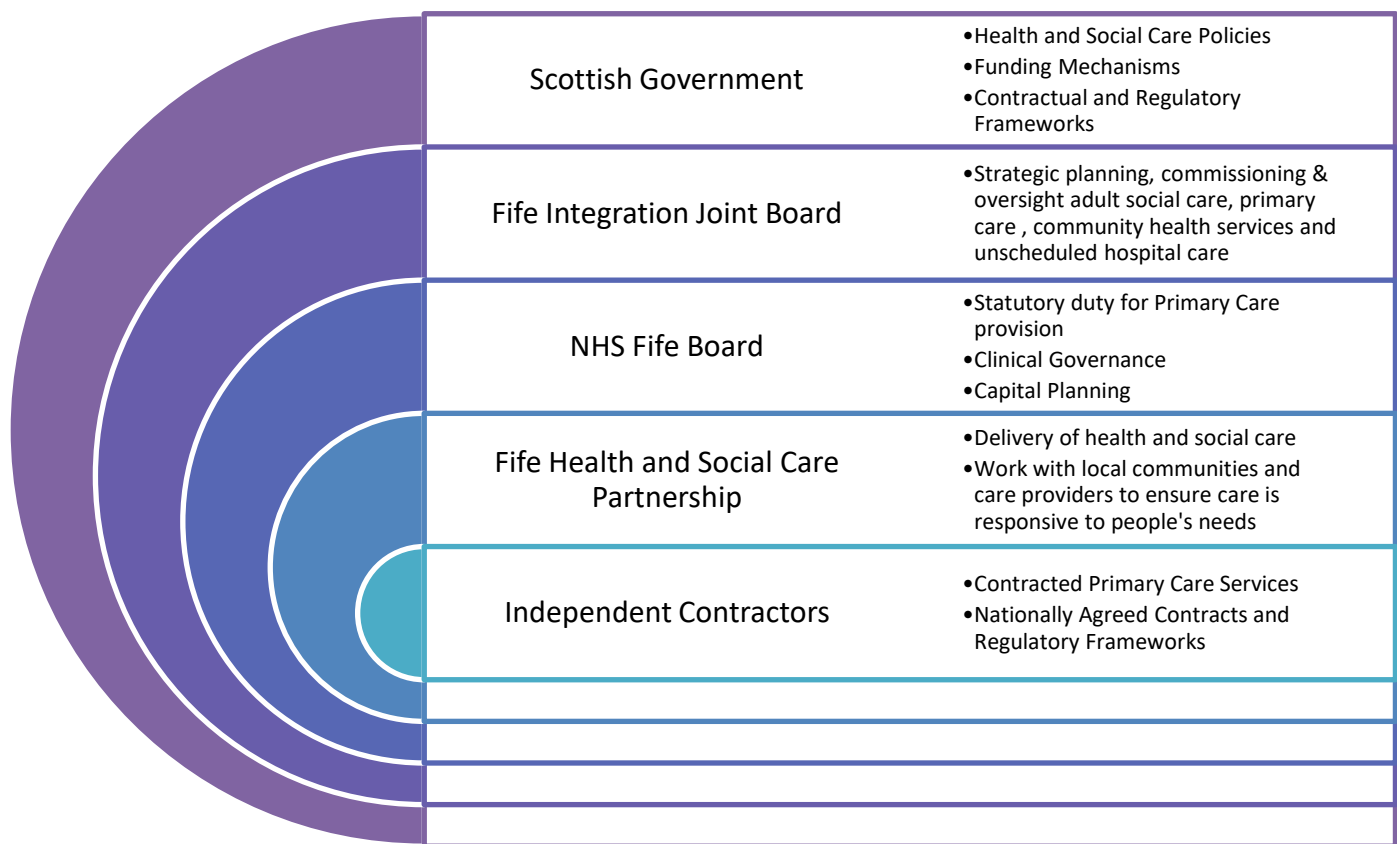 Scottish Government
•Health and Social Care Policies
•Funding Mechanisms
•Contractual and Regulatory
Frameworks
Fife Integration Joint Board
•Strategic planning, commissioning &
oversight adult social care, primary
care , community health services and
unscheduled hospital care
NHS Fife Board
•Statutory duty for Primary Care
provision
•Clinical Governance
•Capital Planning
Fife Health and Social Care
Partnership
•Delivery of health and social care
•Work with local communities and
care providers to ensure care is
responsive to people's needs
Independent Contractors
•Contracted Primary Care Services
•Nationally Agreed Contracts and
Regulatory Frameworks